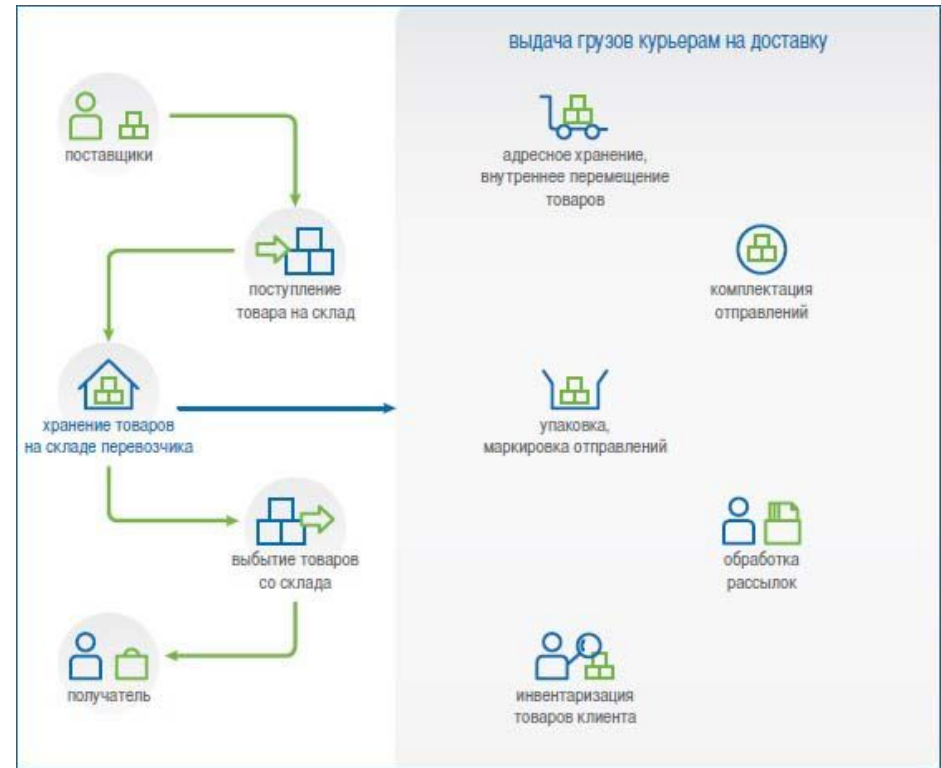 выдача грузов курьерам на доставку
поставщики
адресное хранение,
внутреннее перемещение
товаров
поступление
товара на склад
комплектация
отправлений
хранение товаров
на складе перевозчика
упаковка,
маркировка отправлений
выбытие товаров
со склада
обработка
рассылок
получатель
инвентаризация
товаров клиента